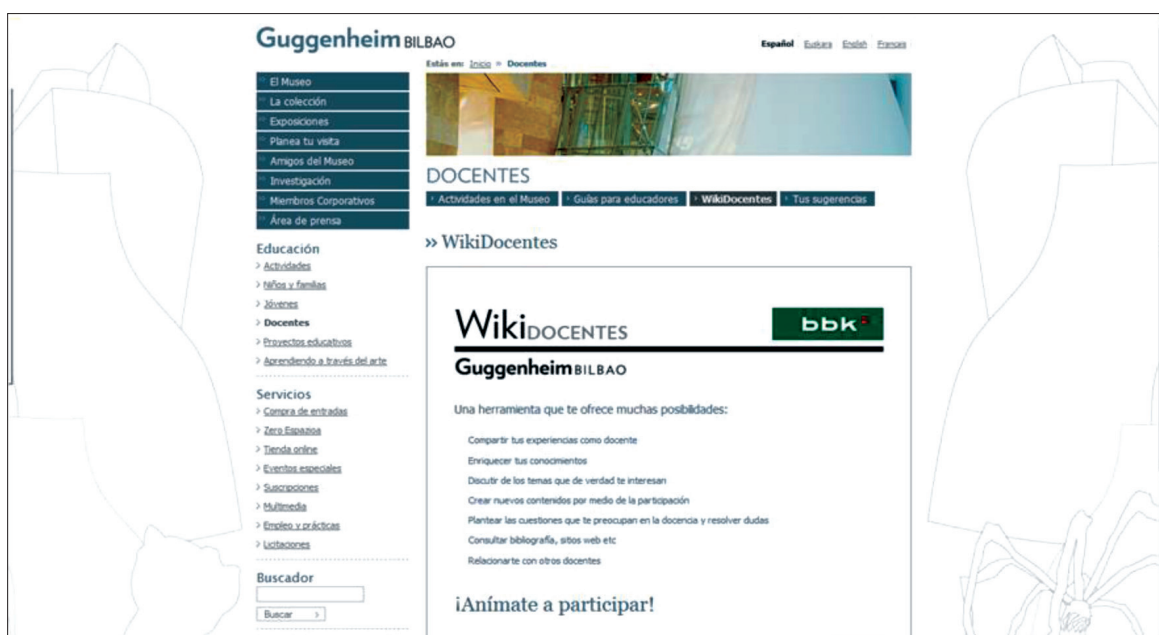 Guggenheim BILBAO
Español Euskara English Français
Estás en: Inicio » Docentes
El Museo
La colección
Exposiciones
Planea tu visita
Amigos del Museo
Investigación
Miembros Corporativos
Área de prensa
Educación
Actividades
Niños y familias
Jóvenes
Docentes
Proyectos educativos
Aprendiendo a través del arte
Servicios
Compra de entradas
Zero Espazioa
Tienda online
Eventos especiales
Suscripciones
Multimedia
Empleo y prácticas
Licitaciones
Buscador
Buscar
DOCENTES
Actividades en el Museo Guías para educadores WikiDocentes Tus sugerencias
» WikiDocentes
WikiDOCENTES bbk
Guggenheim BILBAO
Una herramienta que te ofrece muchas posibilidades:
Compartir tus experiencias como docente
Enriquecer tus conocimientos
Discutir de los temas que de verdad te interesan
Crear nuevos contenidos por medio de la participación
Plantear las cuestiones que te preocupan en la docencia y resolver dudas
Consultar bibliografía, sitios web etc
Relacionarte con otros docentes
¡Anímate a participar!